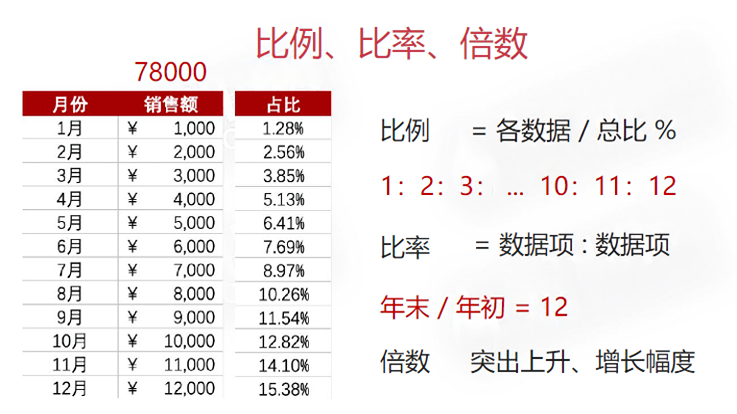 比例、比率、倍数
78000
月份 销售额 占比
1月 ¥ 1,000 1.28%
2月 ¥ 2,000 2.56%
3月 ¥ 3,000 3.85%
4月 ¥ 4,000 5.13%
5月 ¥ 5,000 6.41%
6月 ¥ 6,000 7.69%
7月 ¥ 7,000 8.97%
8月 ¥ 8,000 10.26%
9月 ¥ 9,000 11.54%
10月 ¥ 10,000 12.82%
11月 ¥ 11,000 14.10%
12月 ¥ 12,000 15.38%
比例 = 各数据 / 总比 %
1：2：3： ... 10：11：12
比率 = 数据项 : 数据项
年末 / 年初 = 12
倍数 突出上升、增长幅度